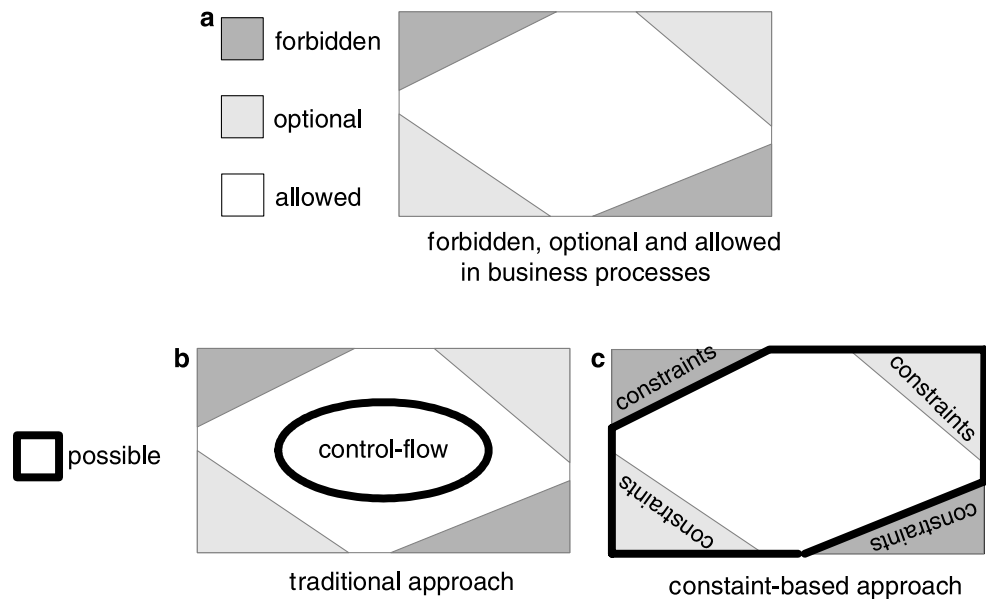 a
forbidden
optional
allowed
forbidden, optional and allowed
in business processes
possible
b
control-flow
traditional approach
c
constraints
constraints
constraints
constraints
constaint-based approach